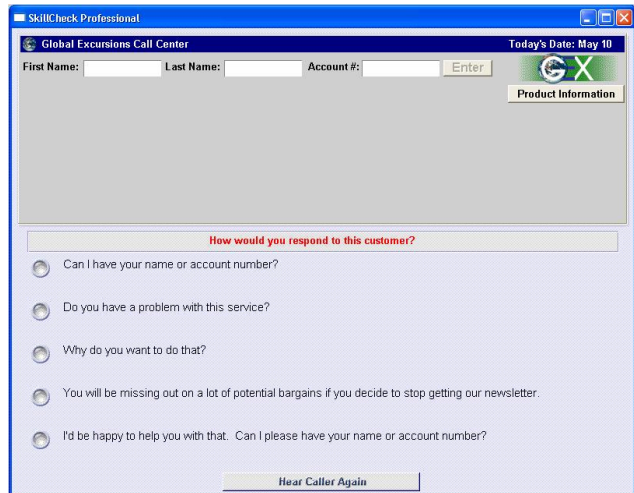 SkillCheck Professional
Global Excursions Call Center Today's Date: May 10
First Name: Last Name: Account #: Enter
GEX
Product Information
How would you respond to this customer?
Can I have your name or account number?
Do you have a problem with this service?
Why do you want to do that?
You will be missing out on a lot of potential bargains if you decide to stop getting our newsletter.
I'd be happy to help you with that.  Can I please have your name or account number?
Hear Caller Again